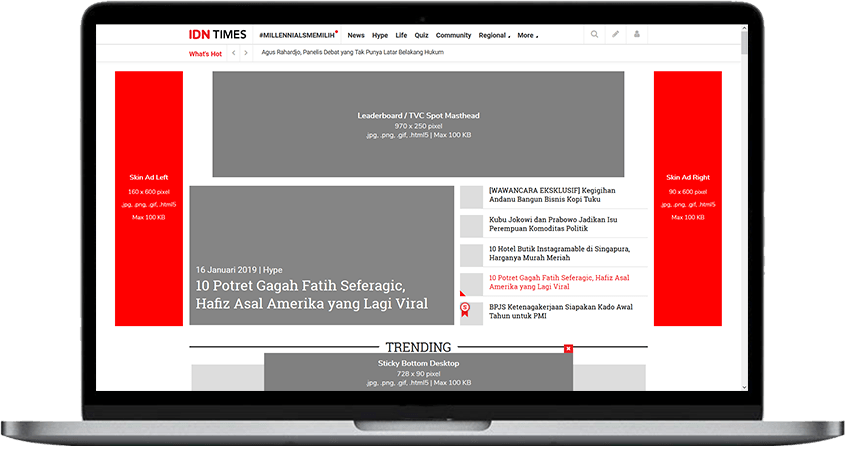 IDN TIMES
#MILLENNIALSMEMILIH News Hype Life Quiz Community Regional More
What's Hot
Agus Rahardjo, Panelis Debat yang Tak Punya Latar Belakang Hukum
Leaderboard / TVC Spot Masthead
970 x 250 pixel
.jpg, .png, .gif, .html5 | Max 100 KB
Skin Ad Left
160 x 600 pixel
.jpg, .png, .gif, .html5
Max 100 KB
16 Januari 2019 | Hype
10 Potret Gagah Fatih Seferagic,
Hafiz Asal Amerika yang Lagi Viral
[WAWANCARA EKSKLUSIF] Kegigihan
Andanu Bangun Bisnis Kopi Tuku
Kubu Jokowi dan Prabowo Jadikan Isu
Perempuan Komoditas Politik
10 Hotel Butik Instagramable di Singapura,
Harganya Murah Meriah
10 Potret Gagah Fatih Seferagic, Hafiz Asal
Amerika yang Lagi Viral
5
BPJS Ketenagakerjaan Siapakan Kado Awal
Tahun untuk PMI
Skin Ad Right
90 x 600 pixel
.jpg, .png, .gif, .html5
Max 100 KB
TRENDING
Sticky Bottom Desktop
728 x 90 pixel
.jpg, .png, .gif, .html5 | Max 100 KB